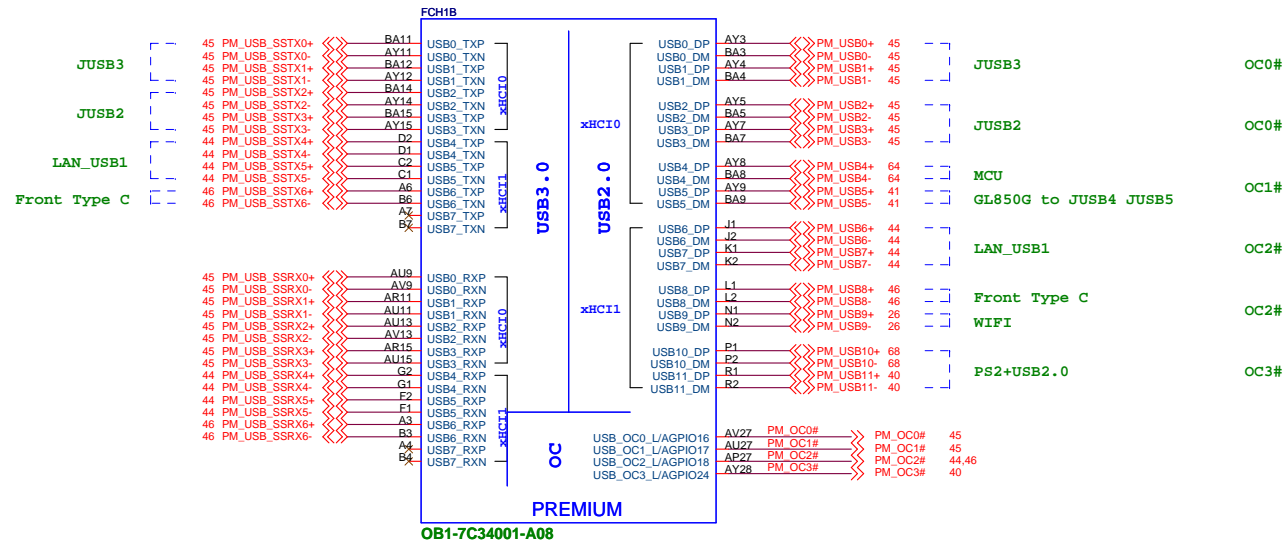 FCH1B
45 PM_USB_SSTX0+ BA11 USB0_TXP USB0_DP AY3 PM_USB0+ 45
45 PM_USB_SSTX0- AY11 USB0_TXN USB0_DM BA3 PM_USB0- 45
JUSB3 JUSB3 OC0#
45 PM_USB_SSTX1+ BA12 USB1_TXP USB1_DP AY4 PM_USB1+ 45
45 PM_USB_SSTX1- AY12 USB1_TXN USB1_DM BA4 PM_USB1- 45
45 PM_USB_SSTX2+ BA14 USB2_TXP
xHCI0
45 PM_USB_SSTX2- AY14 USB2_TXN USB2_DP AY5 PM_USB2+ 45
JUSB2
45 PM_USB_SSTX3+ BA15 USB3_TXP USB2_DM BA5 PM_USB2- 45
xHCI0 JUSB2 OC0#
45 PM_USB_SSTX3- AY15 USB3_TXN USB3_DP AY7 PM_USB3+ 45
44 PM_USB_SSTX4+ D2 USB4_TXP USB3_DM BA7 PM_USB3- 45
44 PM_USB_SSTX4- D1 USB4_TXN
LAN_USB1
44 PM_USB_SSTX5+ C2 USB5_TXP USB4_DP AY8 PM_USB4+ 64
44 PM_USB_SSTX5- C1 USB5_TXN USB4_DM BA8 PM_USB4- 64
MCU
xHCI1 USB3.0 USB2.0
46 PM_USB_SSTX6+ A6 USB6_TXP USB5_DP AY9 PM_USB5+ 41
OC1#
Front Type C
46 PM_USB_SSTX6- B6 USB6_TXN USB5_DM BA9 PM_USB5- 41
GL850G to JUSB4 JUSB5
A7 USB7_TXP
B7 USB7_TXN USB6_DP J1 PM_USB6+ 44
USB6_DM J2 PM_USB6- 44
LAN_USB1 OC2#
USB7_DP K1 PM_USB7+ 44
USB7_DM K2 PM_USB7- 44
45 PM_USB_SSRX0+ AU9 USB0_RXP
45 PM_USB_SSRX0- AV9 USB0_RXN USB8_DP L1 PM_USB8+ 46
Front Type C
45 PM_USB_SSRX1+ AR11 USB1_RXP USB8_DM L2 PM_USB8- 46
xHCI1 OC2#
45 PM_USB_SSRX1- AU11 USB1_RXN USB9_DP N1 PM_USB9+ 26
45 PM_USB_SSRX2+ AU13 USB2_RXP USB9_DM N2 PM_USB9- 26
WIFI
xHCI0
45 PM_USB_SSRX2- AV13 USB2_RXN
45 PM_USB_SSRX3+ AR15 USB3_RXP USB10_DP P1 PM_USB10+ 68
45 PM_USB_SSRX3- AU15 USB3_RXN USB10_DM P2 PM_USB10- 68
PS2+USB2.0 OC3#
44 PM_USB_SSRX4+ G2 USB4_RXP USB11_DP R1 PM_USB11+ 40
44 PM_USB_SSRX4- G1 USB4_RXN USB11_DM R2 PM_USB11- 40
44 PM_USB_SSRX5+ F2 USB5_RXP
44 PM_USB_SSRX5- F1 USB5_RXN
xHCI1
46 PM_USB_SSRX6+ A3 USB6_RXP
46 PM_USB_SSRX6- B3 USB6_RXN USB_OC0_L/AGPIO16 AV27 PM_OC0# PM_OC0# 45
A4 USB7_RXP USB_OC1_L/AGPIO17 AU27 PM_OC1# PM_OC1# 45
OC
B4 USB7_RXN USB_OC2_L/AGPIO18 AP27 PM_OC2# PM_OC2# 44,46
USB_OC3_L/AGPIO24 AY28 PM_OC3# PM_OC3# 40
PREMIUM
OB1-7C34001-A08